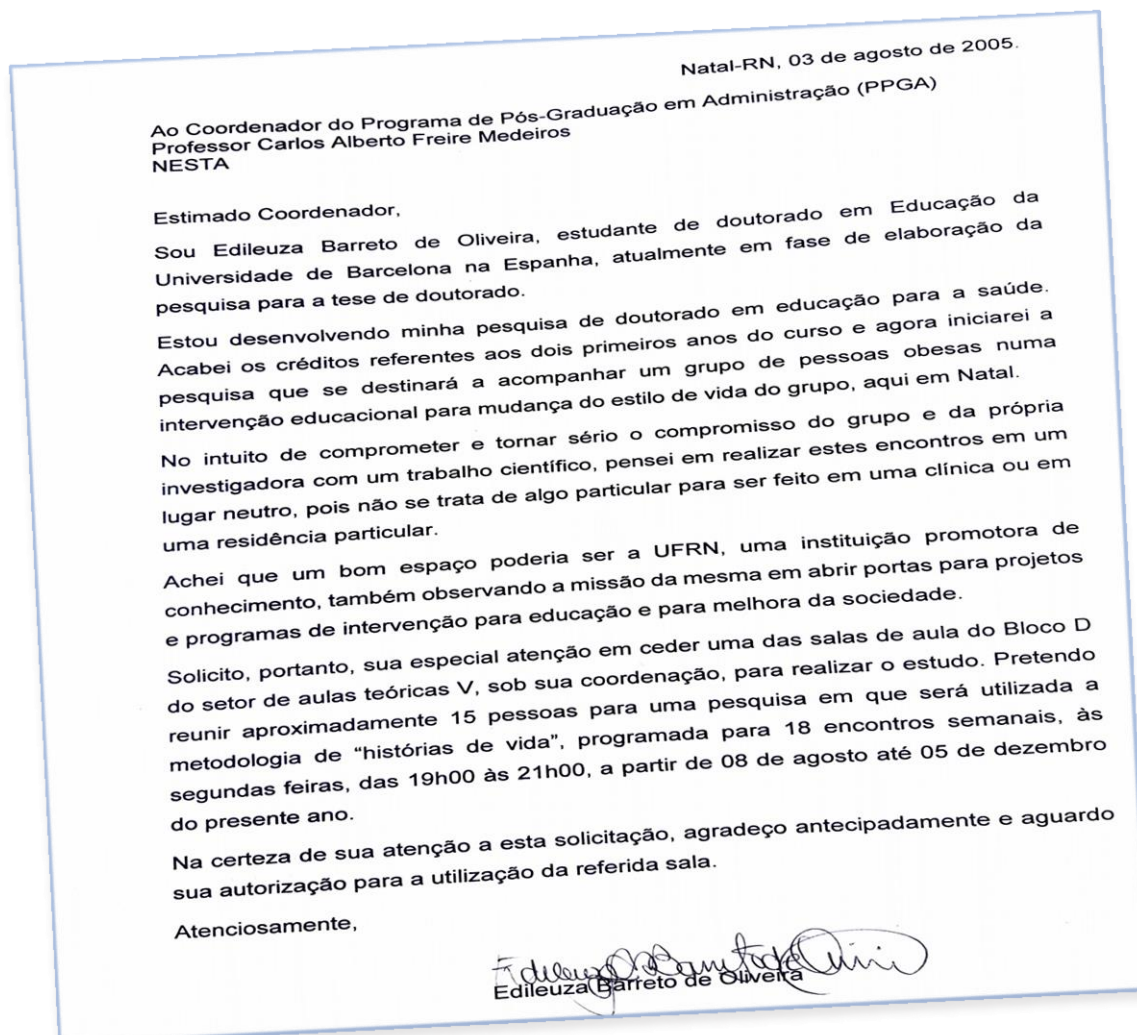 Natal-RN, 03 de agosto de 2005.
Ao Coordenador do Programa de Pós-Graduação em Administração (PPGA)
Professor Carlos Alberto Freire Medeiros
NESTA
Estimado Coordenador,
Sou Edileuza Barreto de Oliveira, estudante de doutorado em Educação da
Universidade de Barcelona na Espanha, atualmente em fase de elaboração da
pesquisa para a tese de doutorado.
Estou desenvolvendo minha pesquisa de doutorado em educação para a saúde.
Acabei os créditos referentes aos dois primeiros anos do curso e agora iniciarei a
pesquisa que se destinará a acompanhar um grupo de pessoas obesas numa
intervenção educacional para mudança do estilo de vida do grupo, aqui em Natal.
No intuito de comprometer e tornar sério o compromisso do grupo e da própria
investigadora com um trabalho científico, pensei em realizar estes encontros em um
lugar neutro, pois não se trata de algo particular para ser feito em uma clínica ou em
uma residência particular.
Achei que um bom espaço poderia ser a UFRN, uma instituição promotora de
conhecimento, também observando a missão da mesma em abrir portas para projetos
e programas de intervenção para educação e para melhora da sociedade.
Solicito, portanto, sua especial atenção em ceder uma das salas de aula do Bloco D
do setor de aulas teóricas V, sob sua coordenação, para realizar o estudo. Pretendo
reunir aproximadamente 15 pessoas para uma pesquisa em que será utilizada a
metodologia de “histórias de vida”, programada para 18 encontros semanais, às
segundas feiras, das 19h00 às 21h00, a partir de 08 de agosto até 05 de dezembro
do presente ano.
Na certeza de sua atenção a esta solicitação, agradeço antecipadamente e aguardo
sua autorização para a utilização da referida sala.
Atenciosamente,
Edileuza Barreto de Oliveira
Edileuza Barreto de Oliveira